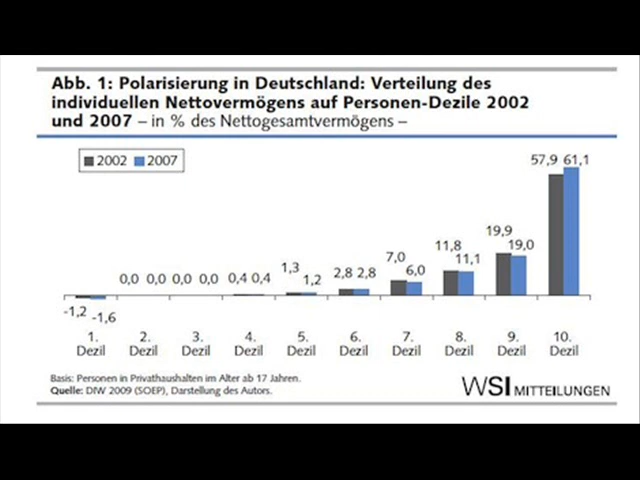 Abb. 1: Polarisierung in Deutschland: Verteilung des
individuellen Nettovermögens auf Personen-Dezile 2002
und 2007 – in % des Nettogesamtvermögens –
2002 2007
57,9 61,1
19,9
19,0
11,8
11,1
7,0
6,0
2,8 2,8
1,3
1,2
0,4 0,4
0,0 0,0 0,0 0,0
-1,2 -1,6
1. 2. 3. 4. 5. 6. 7. 8. 9. 10.
Dezil Dezil Dezil Dezil Dezil Dezil Dezil Dezil Dezil Dezil
Basis: Personen in Privathaushalten im Alter ab 17 Jahren.
Quelle: DIW 2009 (SOEP), Darstellung des Autors.
WSI MITTEILUNGEN